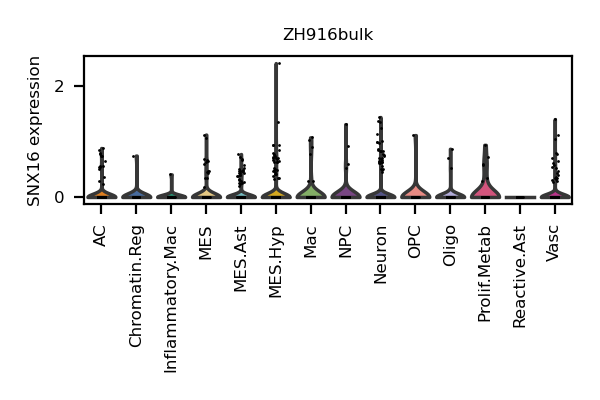 ZH916bulk
SNX16 expression
2
0
AC
Chromatin.Reg
Inflammatory.Mac
MES
MES.Ast
MES.Hyp
Mac
NPC
Neuron
OPC
Oligo
Prolif.Metab
Reactive.Ast
Vasc